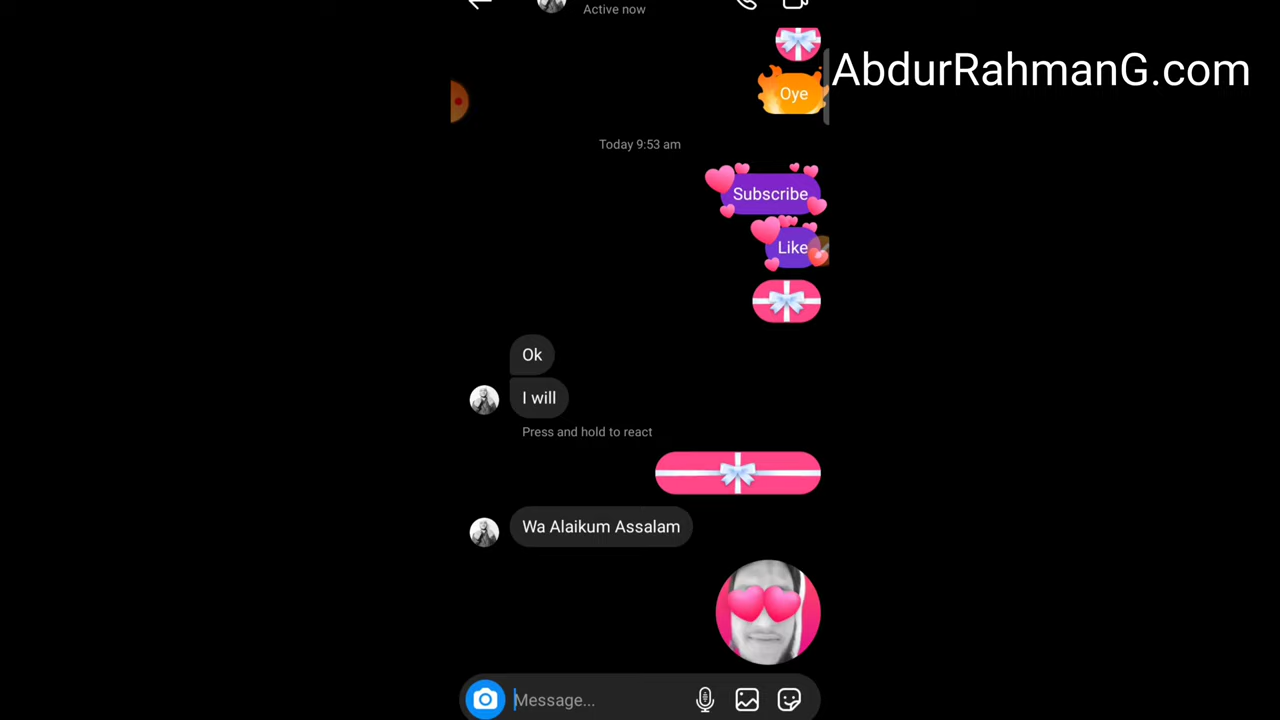 Active now
AbdurRahmanG.com
Oye
Today 9:53 am
Subscribe
Like
Ok
I will
Press and hold to react
Wa Alaikum Assalam
Message...